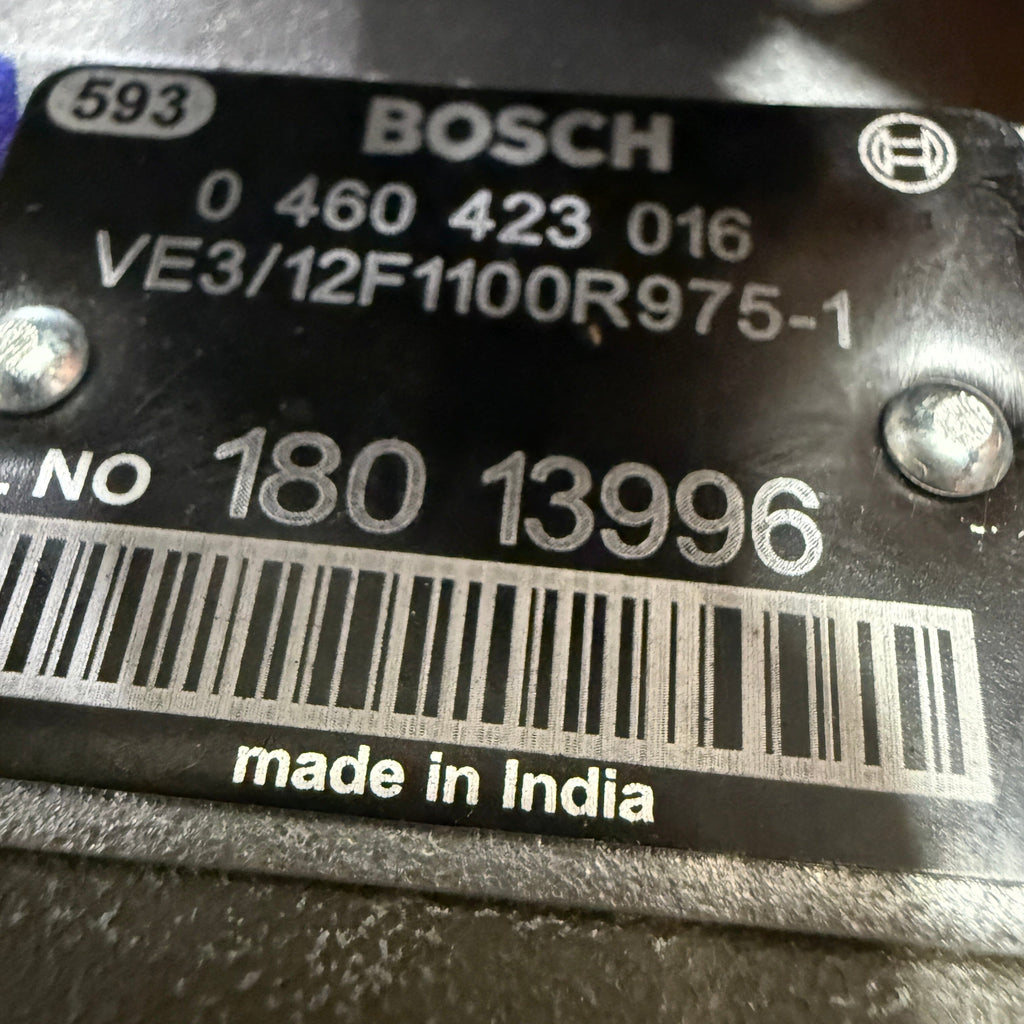 593
BOSCH
0 460 423 016
VE3/12F1100R975-1
NO 180 13996
made in India